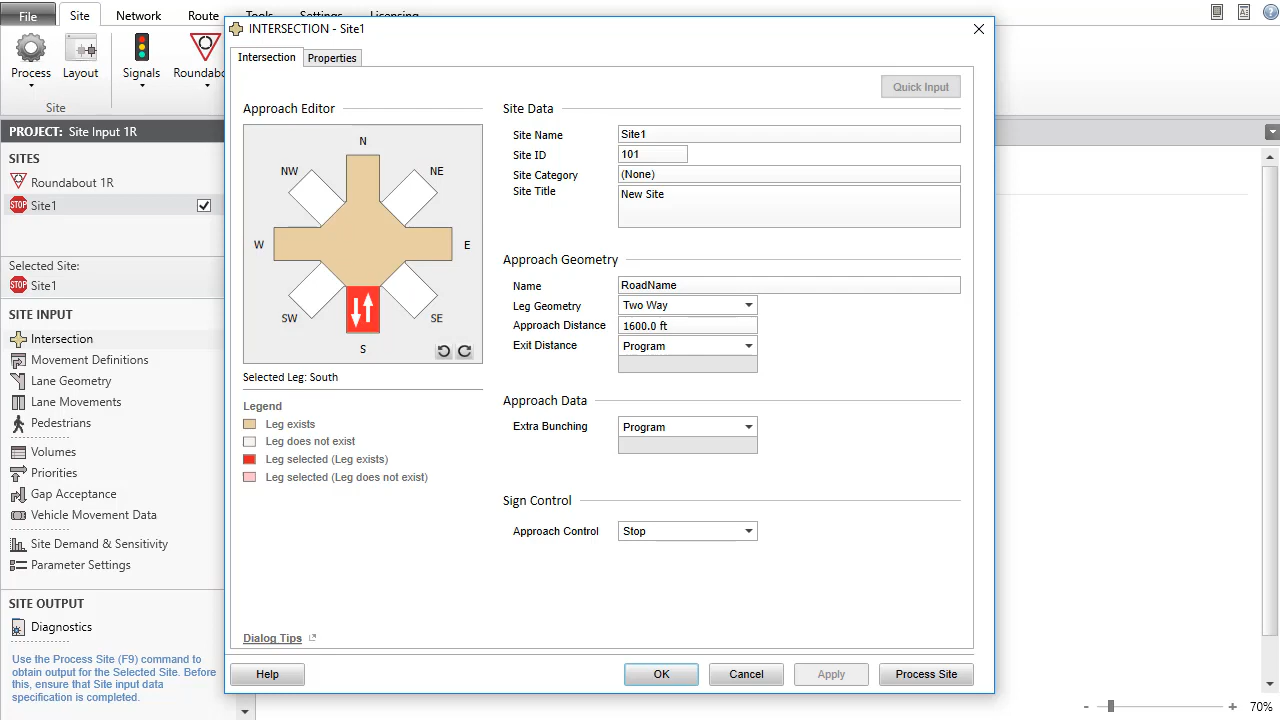 File
Site
Network
Route
Tools
Settings
Licensing
Process
Layout
Signals
Roundabo
Site
PROJECT: Site Input 1R
SITES
Roundabout 1R
STOP Site1
Selected Site:
STOP Site1
SITE INPUT
Intersection
Movement Definitions
Lane Geometry
Lane Movements
Pedestrians
Volumes
Priorities
Gap Acceptance
Vehicle Movement Data
Site Demand & Sensitivity
Parameter Settings
SITE OUTPUT
Diagnostics
Use the Process Site (F9) command to
obtain output for the Selected Site. Before
this, ensure that Site input data
specification is completed.
INTERSECTION - Site1
Intersection
Properties
Quick Input
Approach Editor
N
NW
NE
W
E
SW
SE
S
Selected Leg: South
Legend
Leg exists
Leg does not exist
Leg selected (Leg exists)
Leg selected (Leg does not exist)
Site Data
Site Name Site1
Site ID 101
Site Category (None)
Site Title New Site
Approach Geometry
Name RoadName
Leg Geometry Two Way
Approach Distance 1600.0 ft
Exit Distance Program
Approach Data
Extra Bunching Program
Sign Control
Approach Control Stop
Dialog Tips
Help
OK
Cancel
Apply
Process Site
- + 70%